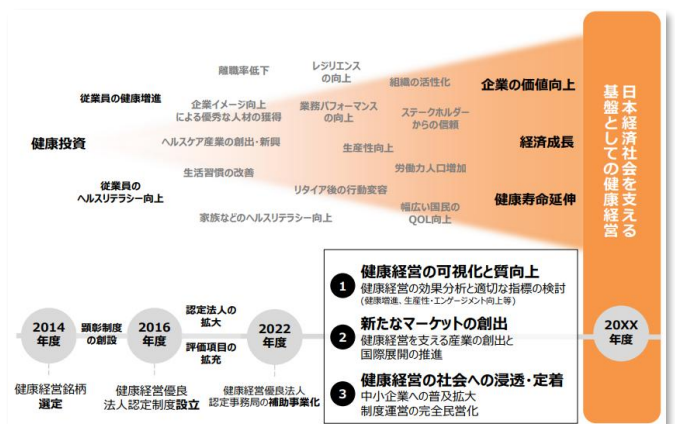 離職率低下
レジリエンス
の向上
組織の活性化
従業員の健康増進
企業の価値向上
企業イメージ向上
による優秀な人材の獲得
業務パフォーマンス
の向上
ステークホルダー
からの信頼
健康投資
ヘルスケア産業の創出・新興
生産性向上
経済成長
生活習慣の改善
労働力人口増加
従業員の
ヘルスリテラシー向上
リタイア後の行動変容
健康寿命延伸
家族などのヘルスリテラシー向上
幅広い国民の
QOL向上
日本経済社会を支える
基盤としての健康経営
2014
年度
顕彰制度
の創設
2016
年度
認定法人の
拡大
評価項目の
拡充
2022
年度
健康経営銘柄
選定
健康経営優良
法人認定制度設立
健康経営優良法人
認定事務局の補助事業化
1
健康経営の可視化と質向上
健康経営の効果分析と適切な指標の検討
(健康増進、生産性・エンゲージメント向上等)
2
新たなマーケットの創出
健康経営を支える産業の創出と
国際展開の推進
3
健康経営の社会への浸透・定着
中小企業への普及拡大
制度運営の完全民営化
20XX
年度